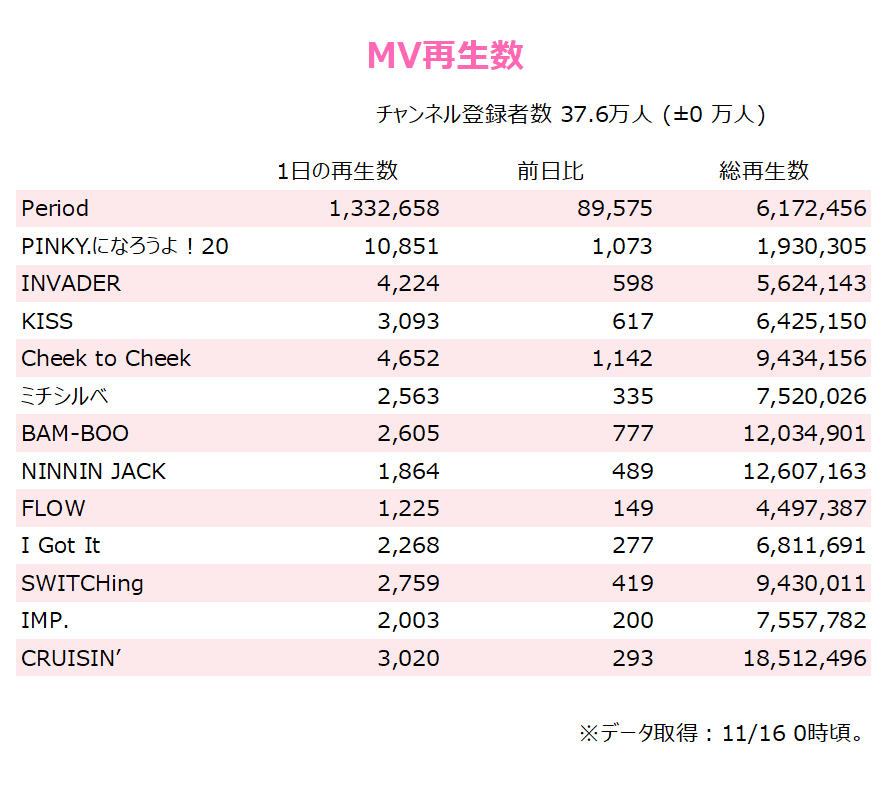 MV再生数
チャンネル登録者数 37.6万人 (±0 万人)
1日の再生数 前日比 総再生数
Period 1,332,658 89,575 6,172,456
PINKY.になろうよ！20 10,851 1,073 1,930,305
INVADER 4,224 598 5,624,143
KISS 3,093 617 6,425,150
Cheek to Cheek 4,652 1,142 9,434,156
ミチシルベ 2,563 335 7,520,026
BAM-BOO 2,605 777 12,034,901
NINNIN JACK 1,864 489 12,607,163
FLOW 1,225 149 4,497,387
I Got It 2,268 277 6,811,691
SWITCHing 2,759 419 9,430,011
IMP. 2,003 200 7,557,782
CRUISIN’ 3,020 293 18,512,496
※データ取得：11/16 0時頃。